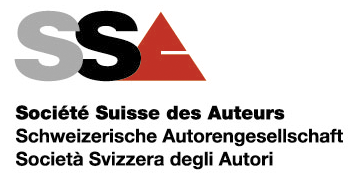 SSA
Société Suisse des Auteurs
Schweizerische Autorengesellschaft
Società Svizzera degli Autori